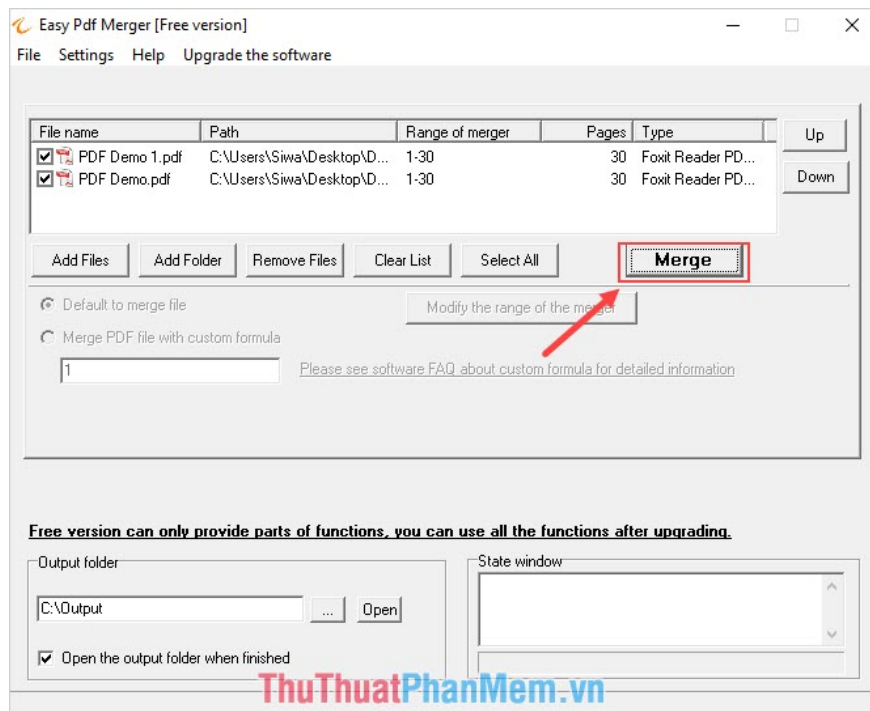 Easy Pdf Merger [Free version]
File Settings Help Upgrade the software
File name Path Range of merger Pages Type
PDF Demo 1.pdf C:\Users\Siwa\Desktop\D... 1-30 30 Foxit Reader PD...
PDF Demo.pdf C:\Users\Siwa\Desktop\D... 1-30 30 Foxit Reader PD...
Up
Down
Add Files Add Folder Remove Files Clear List Select All Merge
Default to merge file
Modify the range of the merger
Merge PDF file with custom formula
1
Please see software FAQ about custom formula for detailed information
Free version can only provide parts of functions, you can use all the functions after upgrading.
Output folder
C:\Output ... Open
Open the output folder when finished
State window
ThuThuatPhanMem.vn